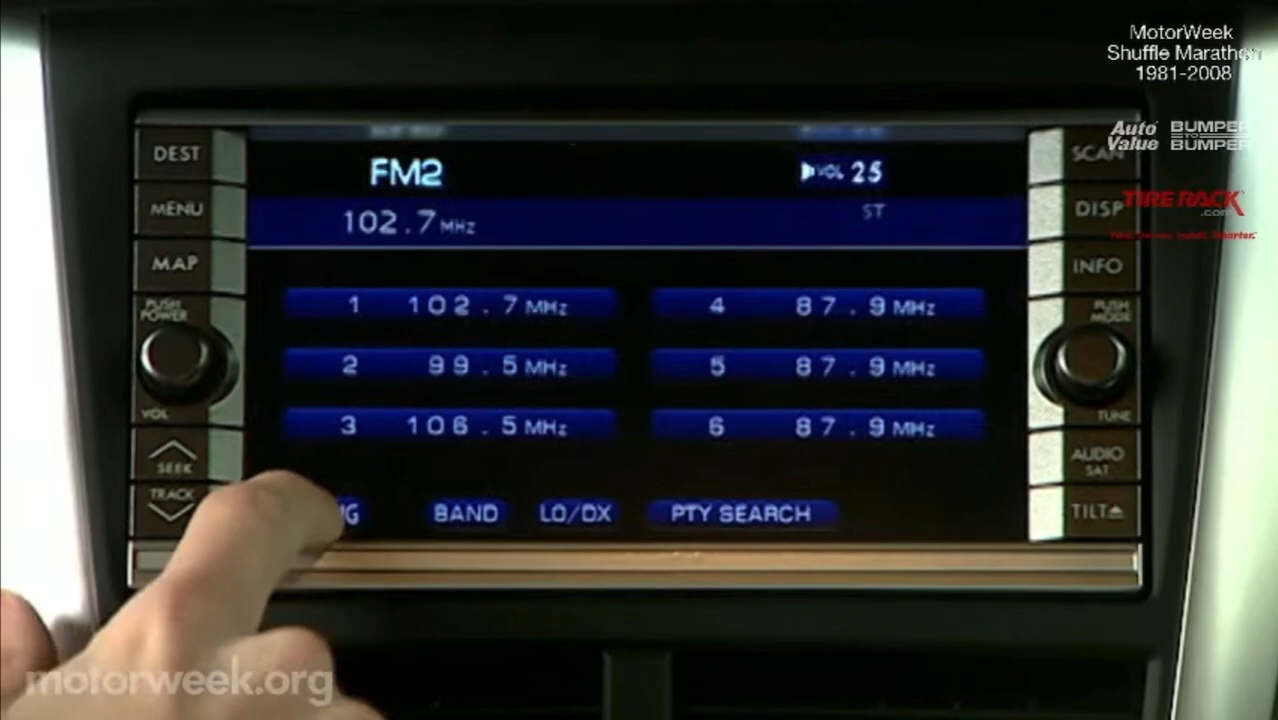 MotorWeek
Shuffle Marathon
1981-2008
Auto Value
BUMPER TO BUMPER
TIRE RACK
.com
DEST
MENU
MAP
PUSH POWER
VOL
SEEK
TRACK
FM2
VOL 25
102.7 MHz
ST
1 102.7 MHz
2 99.5 MHz
3 106.5 MHz
4 87.9 MHz
5 87.9 MHz
6 87.9 MHz
BAND
LO/DX
PTY SEARCH
SCAN
DISP
INFO
PUSH MODE
TUNE
AUDIO
SAT
TILT
motorweek.org